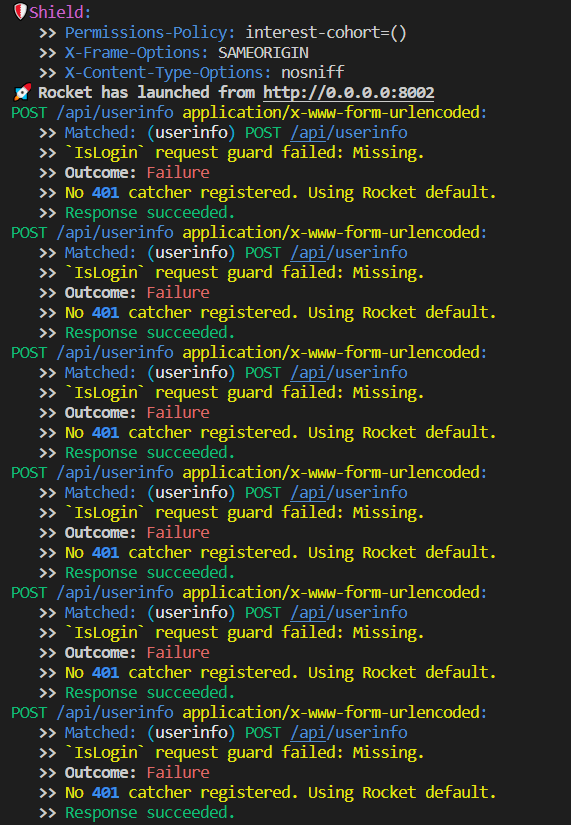 🛡️Shield:
>> Permissions-Policy: interest-cohort=()
>> X-Frame-Options: SAMEORIGIN
>> X-Content-Type-Options: nosniff
🚀 Rocket has launched from http://0.0.0.0:8002
POST /api/userinfo application/x-www-form-urlencoded:
>> Matched: (userinfo) POST /api/userinfo
>> `IsLogin` request guard failed: Missing.
>> Outcome: Failure
>> No 401 catcher registered. Using Rocket default.
>> Response succeeded.
POST /api/userinfo application/x-www-form-urlencoded:
>> Matched: (userinfo) POST /api/userinfo
>> `IsLogin` request guard failed: Missing.
>> Outcome: Failure
>> No 401 catcher registered. Using Rocket default.
>> Response succeeded.
POST /api/userinfo application/x-www-form-urlencoded:
>> Matched: (userinfo) POST /api/userinfo
>> `IsLogin` request guard failed: Missing.
>> Outcome: Failure
>> No 401 catcher registered. Using Rocket default.
>> Response succeeded.
POST /api/userinfo application/x-www-form-urlencoded:
>> Matched: (userinfo) POST /api/userinfo
>> `IsLogin` request guard failed: Missing.
>> Outcome: Failure
>> No 401 catcher registered. Using Rocket default.
>> Response succeeded.
POST /api/userinfo application/x-www-form-urlencoded:
>> Matched: (userinfo) POST /api/userinfo
>> `IsLogin` request guard failed: Missing.
>> Outcome: Failure
>> No 401 catcher registered. Using Rocket default.
>> Response succeeded.
POST /api/userinfo application/x-www-form-urlencoded:
>> Matched: (userinfo) POST /api/userinfo
>> `IsLogin` request guard failed: Missing.
>> Outcome: Failure
>> No 401 catcher registered. Using Rocket default.
>> Response succeeded.